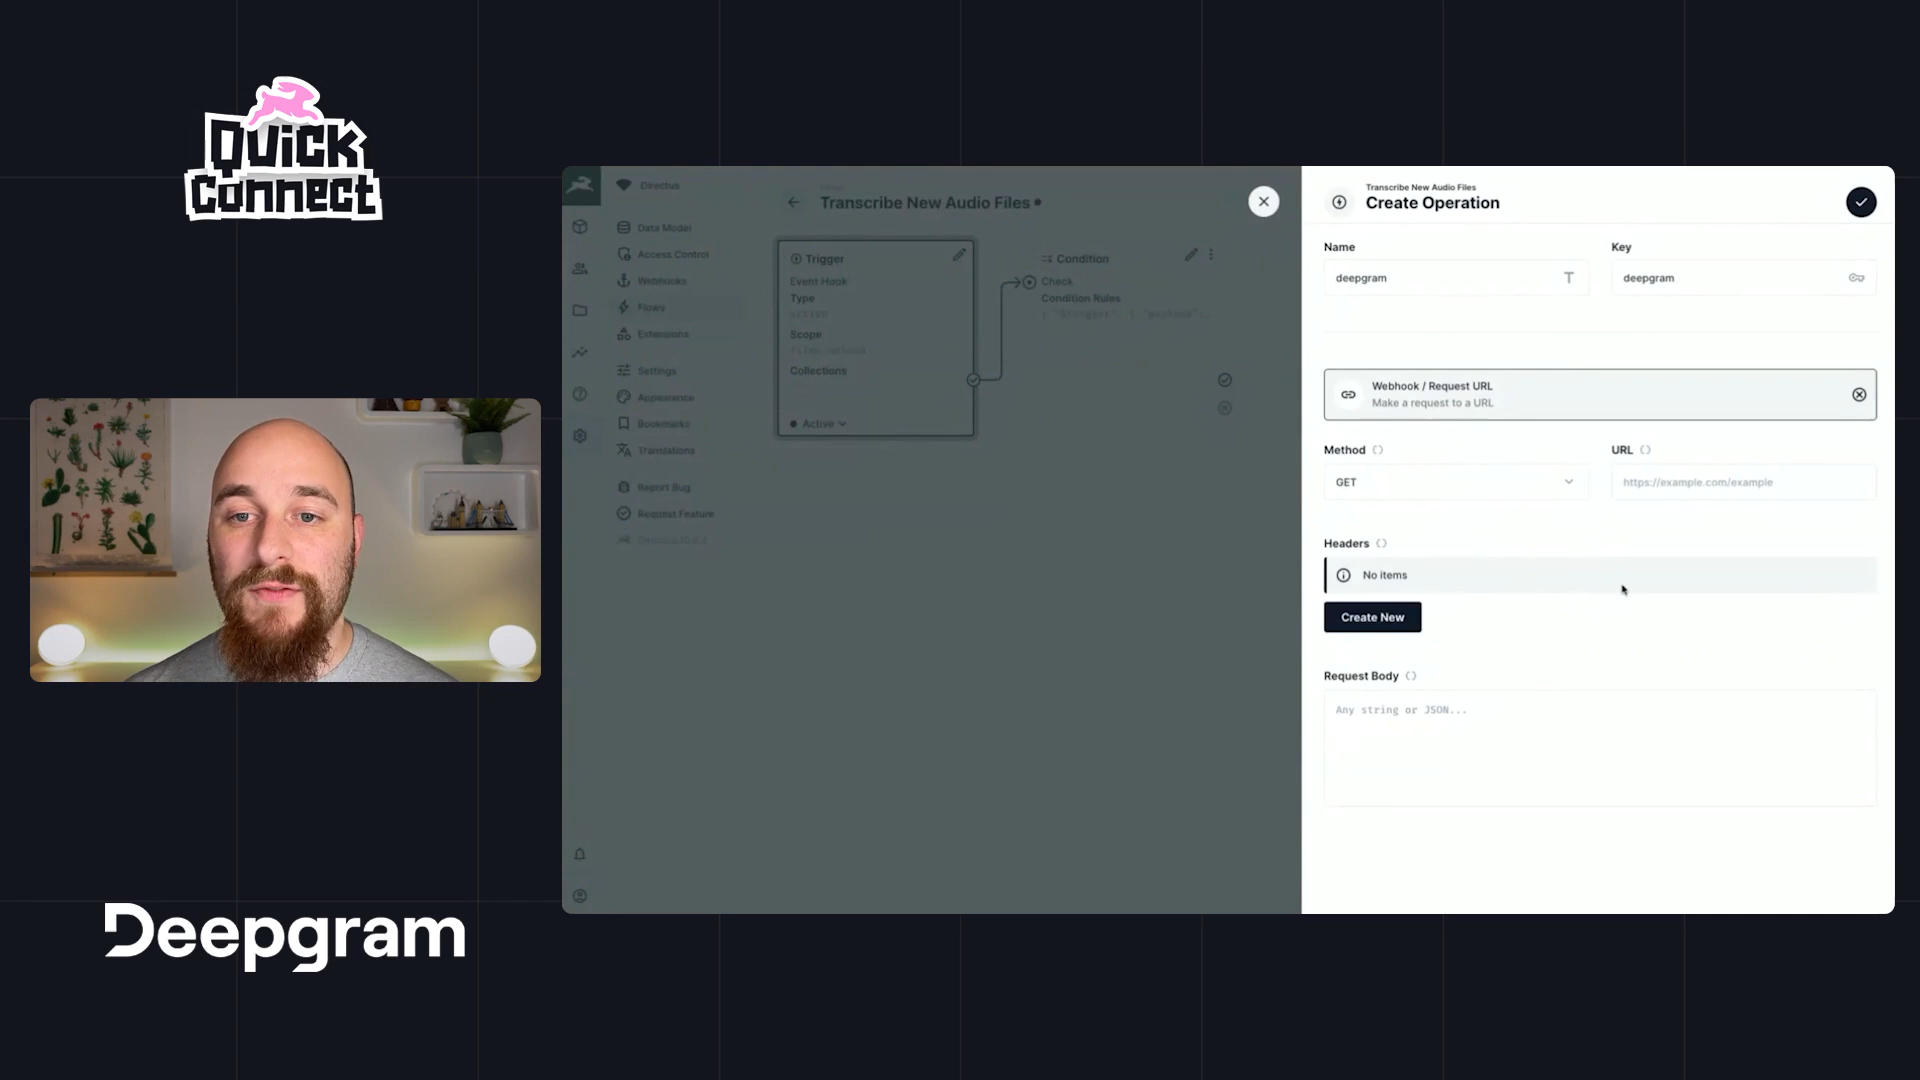 Quick
Connect
Deepgram
Directus
Data Model
Access Control
Webhooks
Flows
Extensions
Settings
Appearance
Bookmarks
Translations
Report Bug
Request Feature
Transcribe New Audio Files
Trigger
Event Hook
Type
Scope
files.upload
Collections
Active
Condition
Check
Condition Rules
Transcribe New Audio Files
Create Operation
Name
Key
deepgram
deepgram
Webhook / Request URL
Make a request to a URL
Method
URL
GET
https://example.com/example
Headers
No items
Create New
Request Body
Any string or JSON...